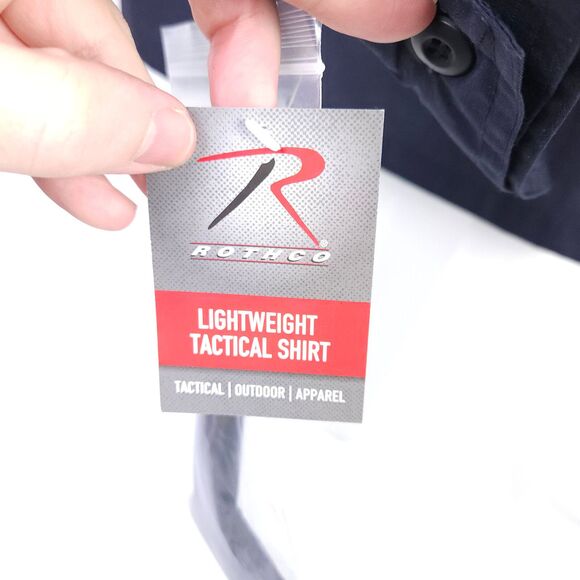 R®
ROTHCO
LIGHTWEIGHT
TACTICAL SHIRT
TACTICAL | OUTDOOR | APPAREL